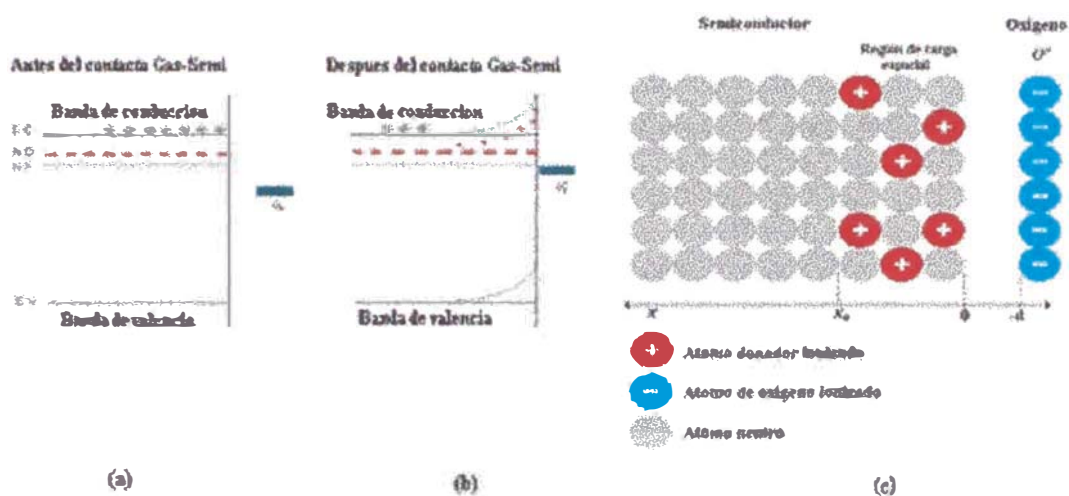 Semiconductor
Oxígeno
Región de carga
espacial
Antes del contacto Gas-Semi
Banda de conduccion
E C
Banda de valencia
(a)
Despues del contacto Gas-Semi
Banda de conduccion
Banda de valencia
(b)
+
+
+
+
+
+
X
0
-d
+ Atomo donador ionizado
− Atomo de oxigeno ionizado
Atomo neutro
(c)